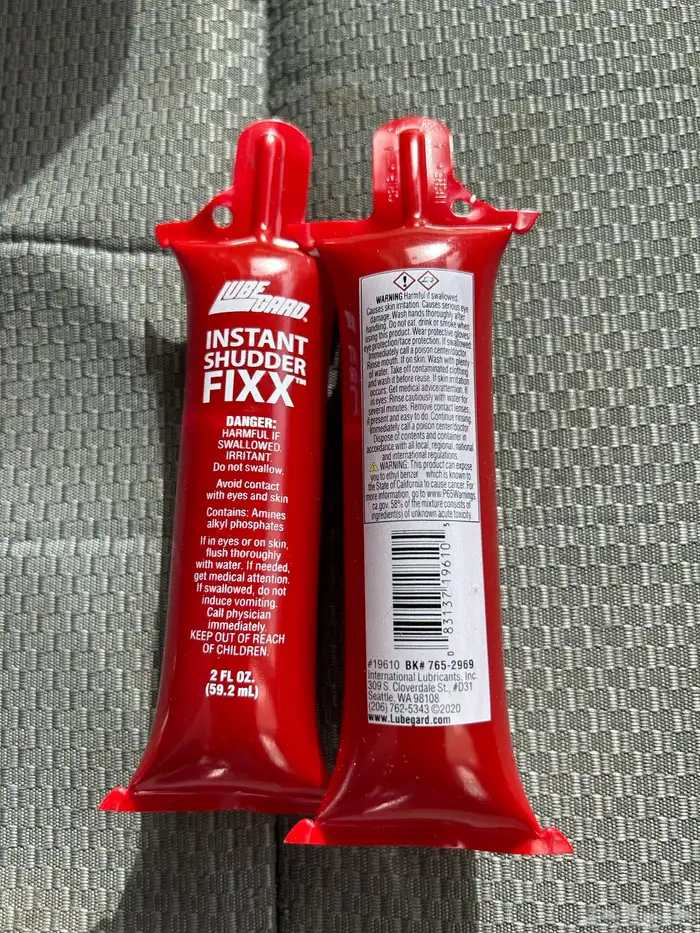 LUBE
GARD®
INSTANT
SHUDDER
FIXX™
DANGER:
HARMFUL IF
SWALLOWED.
IRRITANT.
Do not swallow.
Avoid contact
with eyes and skin
Contains: Amines
alkyl phosphates
If in eyes or on skin,
flush thoroughly
with water. If needed,
get medical attention.
If swallowed, do not
induce vomiting.
Call physician
immediately.
KEEP OUT OF REACH
OF CHILDREN.
2 FL OZ.
(59.2 mL)
WARNING Harmful if swallowed.
Causes skin irritation. Causes serious eye
damage. Wash hands thoroughly after
handling. Do not eat, drink or smoke when
using this product. Wear protective gloves/
eye protection/face protection. If swallowed:
Immediately call a poison center/doctor.
Rinse mouth. If on skin: Wash with plenty
of water. Take off contaminated clothing
and wash it before reuse. If skin irritation
occurs: Get medical advice/attention. If
in eyes: Rinse cautiously with water for
several minutes. Remove contact lenses,
if present and easy to do. Continue rinsing.
Immediately call a poison center/doctor.
Dispose of contents and container in
accordance with all local, regional, national
and international regulations.
WARNING: This product can expose
you to ethyl benzen which is known to
the State of California to cause cancer. For
more information, go to www.P65Warnings.
ca.gov. 58% of the mixture consists of
ingredient(s) of unknown acute toxicity.
0 83137 19610 5
#19610 BK# 765-2969
International Lubricants, Inc.
309 S. Cloverdale St., #D31
Seattle, WA 98108
(206) 762-5343 ©2020
www.Lubegard.com